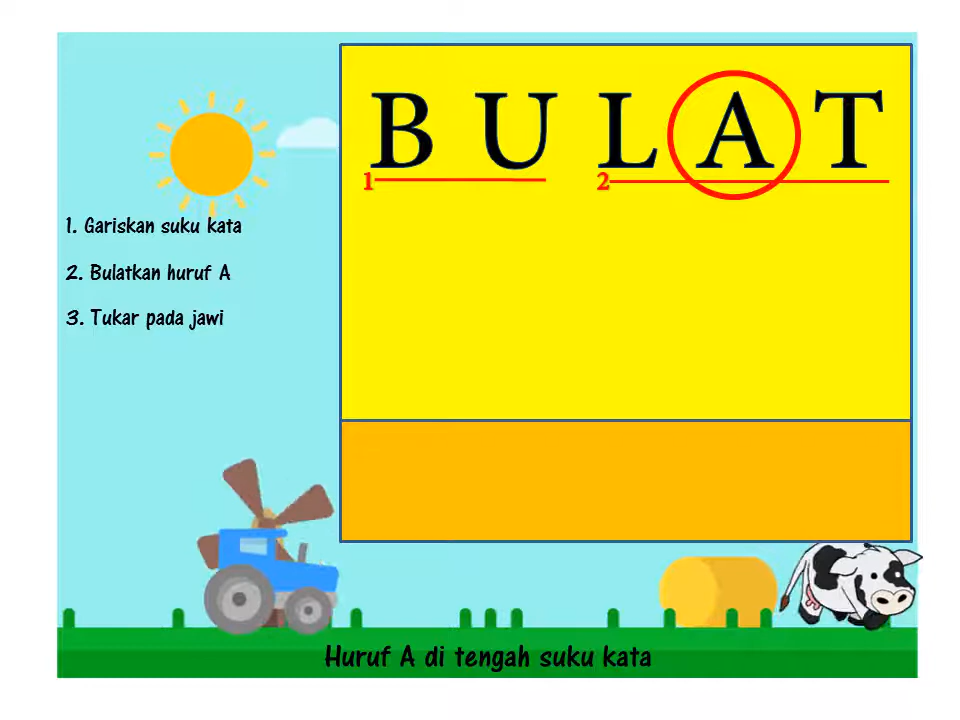 B U L A T
1 2
1. Gariskan suku kata
2. Bulatkan huruf A
3. Tukar pada jawi
Huruf A di tengah suku kata